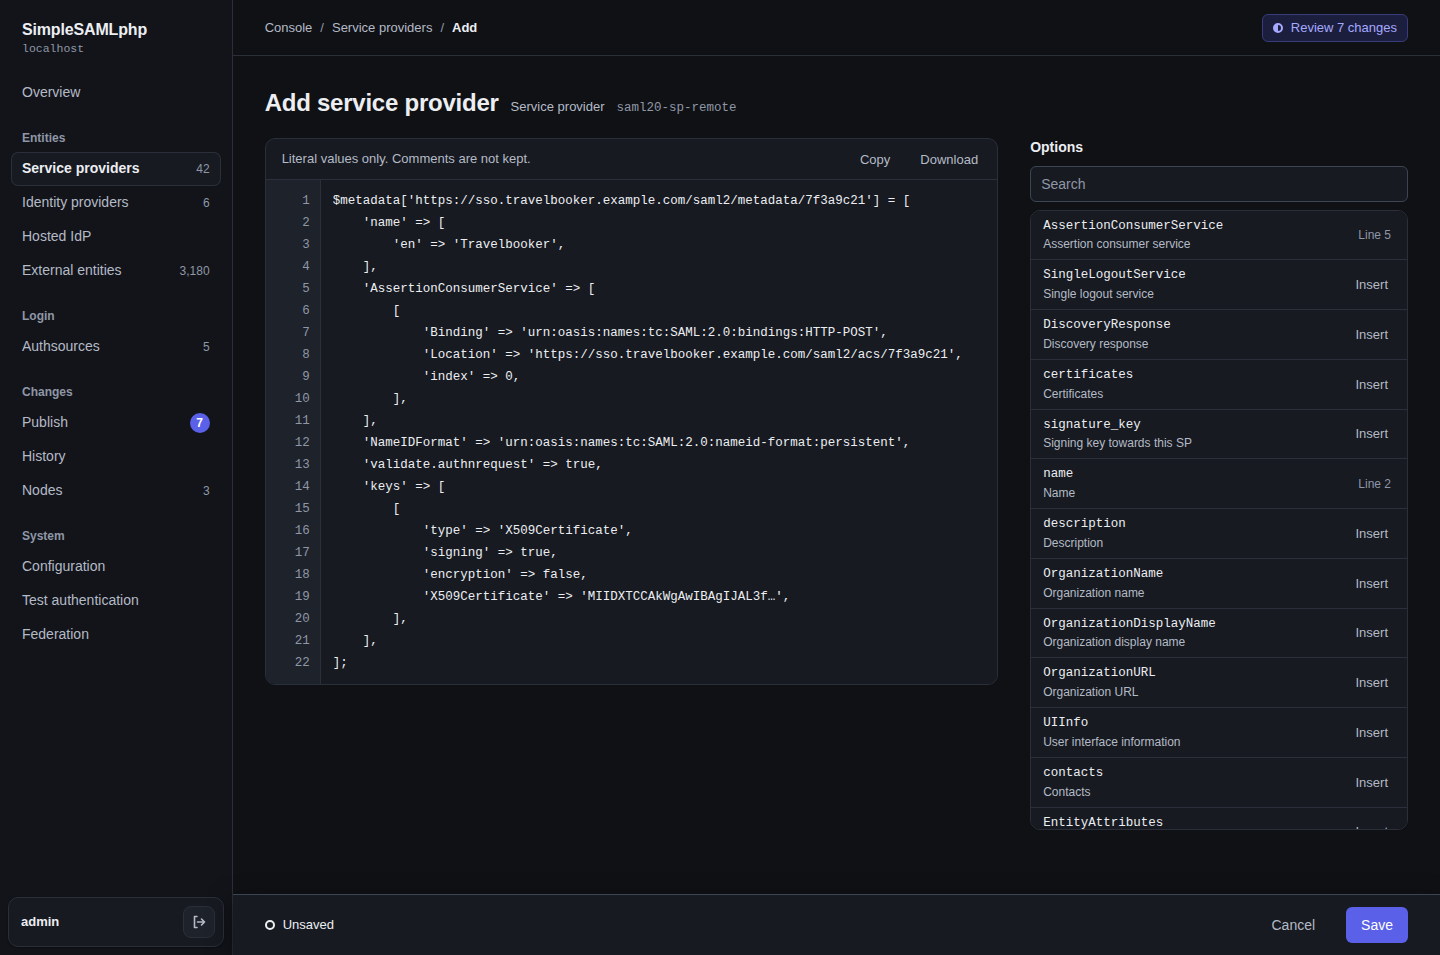 SimpleSAMLphp
localhost
Overview
Entities
Service providers 42
Identity providers 6
Hosted IdP
External entities 3,180
Login
Authsources 5
Changes
Publish 7
History
Nodes 3
System
Configuration
Test authentication
Federation
admin
Console / Service providers / Add
Review 7 changes
Add service provider Service provider saml20-sp-remote
Literal values only. Comments are not kept. Copy Download
1 $metadata['https://sso.travelbooker.example.com/saml2/metadata/7f3a9c21'] = [
2     'name' => [
3         'en' => 'Travelbooker',
4     ],
5     'AssertionConsumerService' => [
6         [
7             'Binding' => 'urn:oasis:names:tc:SAML:2.0:bindings:HTTP-POST',
8             'Location' => 'https://sso.travelbooker.example.com/saml2/acs/7f3a9c21',
9             'index' => 0,
10         ],
11     ],
12     'NameIDFormat' => 'urn:oasis:names:tc:SAML:2.0:nameid-format:persistent',
13     'validate.authnrequest' => true,
14     'keys' => [
15         [
16             'type' => 'X509Certificate',
17             'signing' => true,
18             'encryption' => false,
19             'X509Certificate' => 'MIIDXTCCAkWgAwIBAgIJAL3f…',
20         ],
21     ],
22 ];
Options
Search
AssertionConsumerService
Assertion consumer service
Line 5
SingleLogoutService
Single logout service
Insert
DiscoveryResponse
Discovery response
Insert
certificates
Certificates
Insert
signature_key
Signing key towards this SP
Insert
name
Name
Line 2
description
Description
Insert
OrganizationName
Organization name
Insert
OrganizationDisplayName
Organization display name
Insert
OrganizationURL
Organization URL
Insert
UIInfo
User interface information
Insert
contacts
Contacts
Insert
EntityAttributes
Unsaved
Cancel
Save